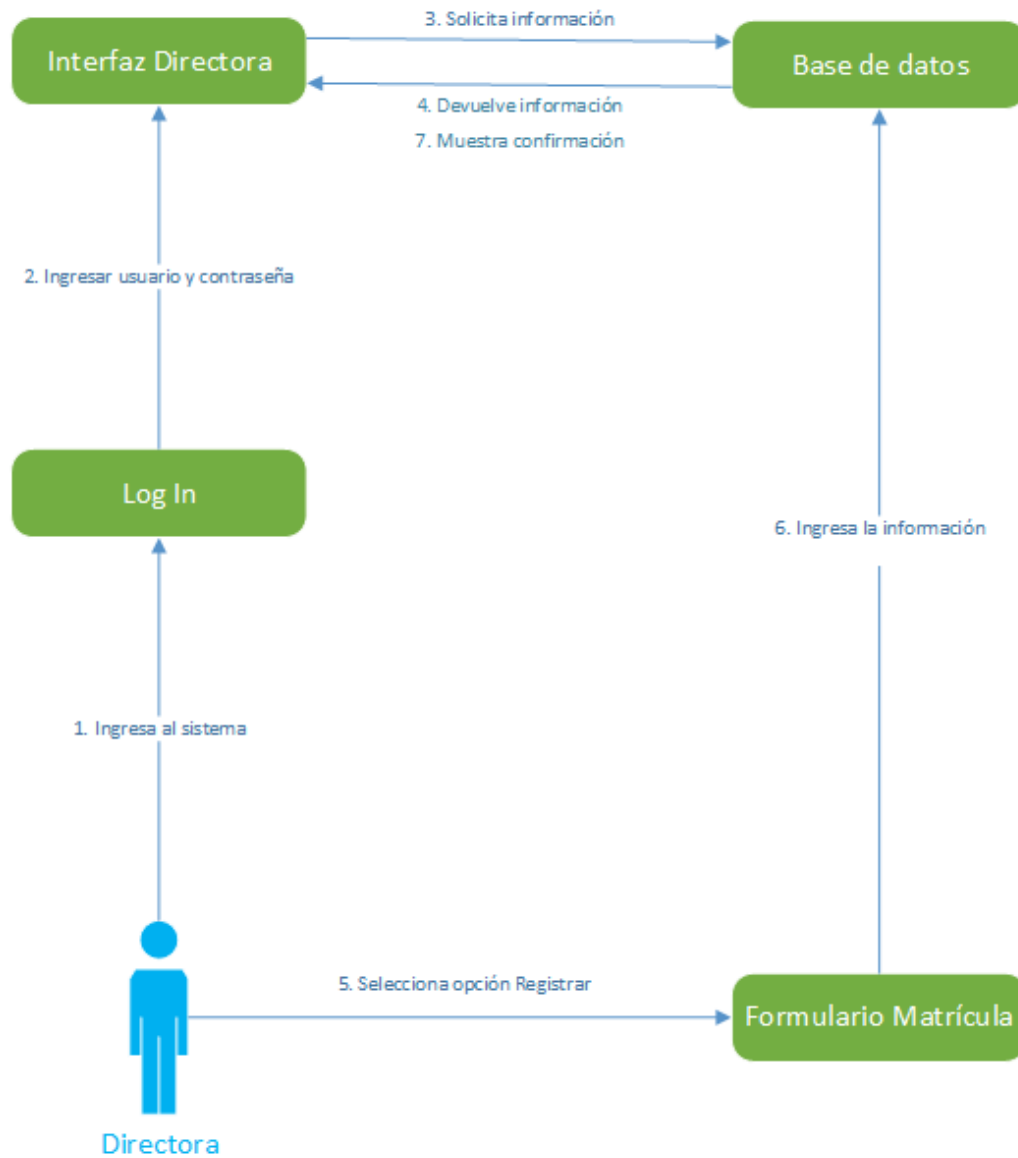 3. Solicita información
Interfaz Directora
Base de datos
4. Devuelve información
7. Muestra confirmación
2. Ingresar usuario y contraseña
Log In
6. Ingresa la información
1. Ingresa al sistema
5. Selecciona opción Registrar
Formulario Matrícula
Directora